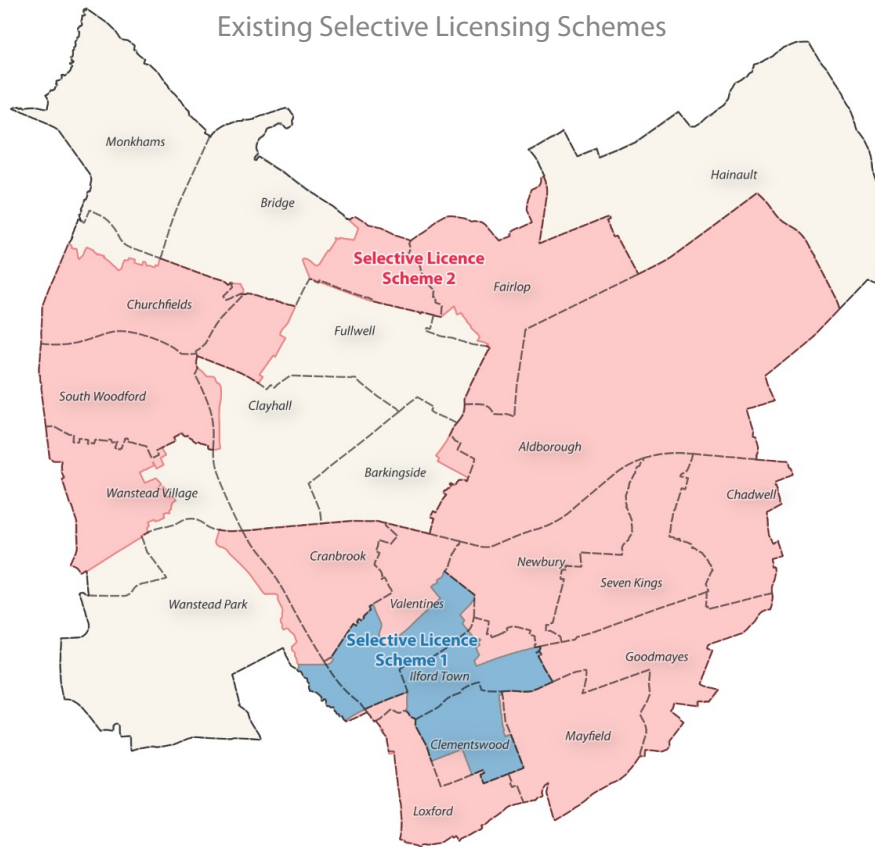 Existing Selective Licensing Schemes
Monkhams
Hainault
Bridge
Selective Licence
Scheme 2
Fairlop
Churchfields
Fullwell
South Woodford
Clayhall
Aldborough
Barkingside
Wanstead Village
Chadwell
Cranbrook
Newbury
Seven Kings
Wanstead Park
Valentines
Selective Licence
Scheme 1
Goodmayes
Ilford Town
Mayfield
Clementswood
Loxford